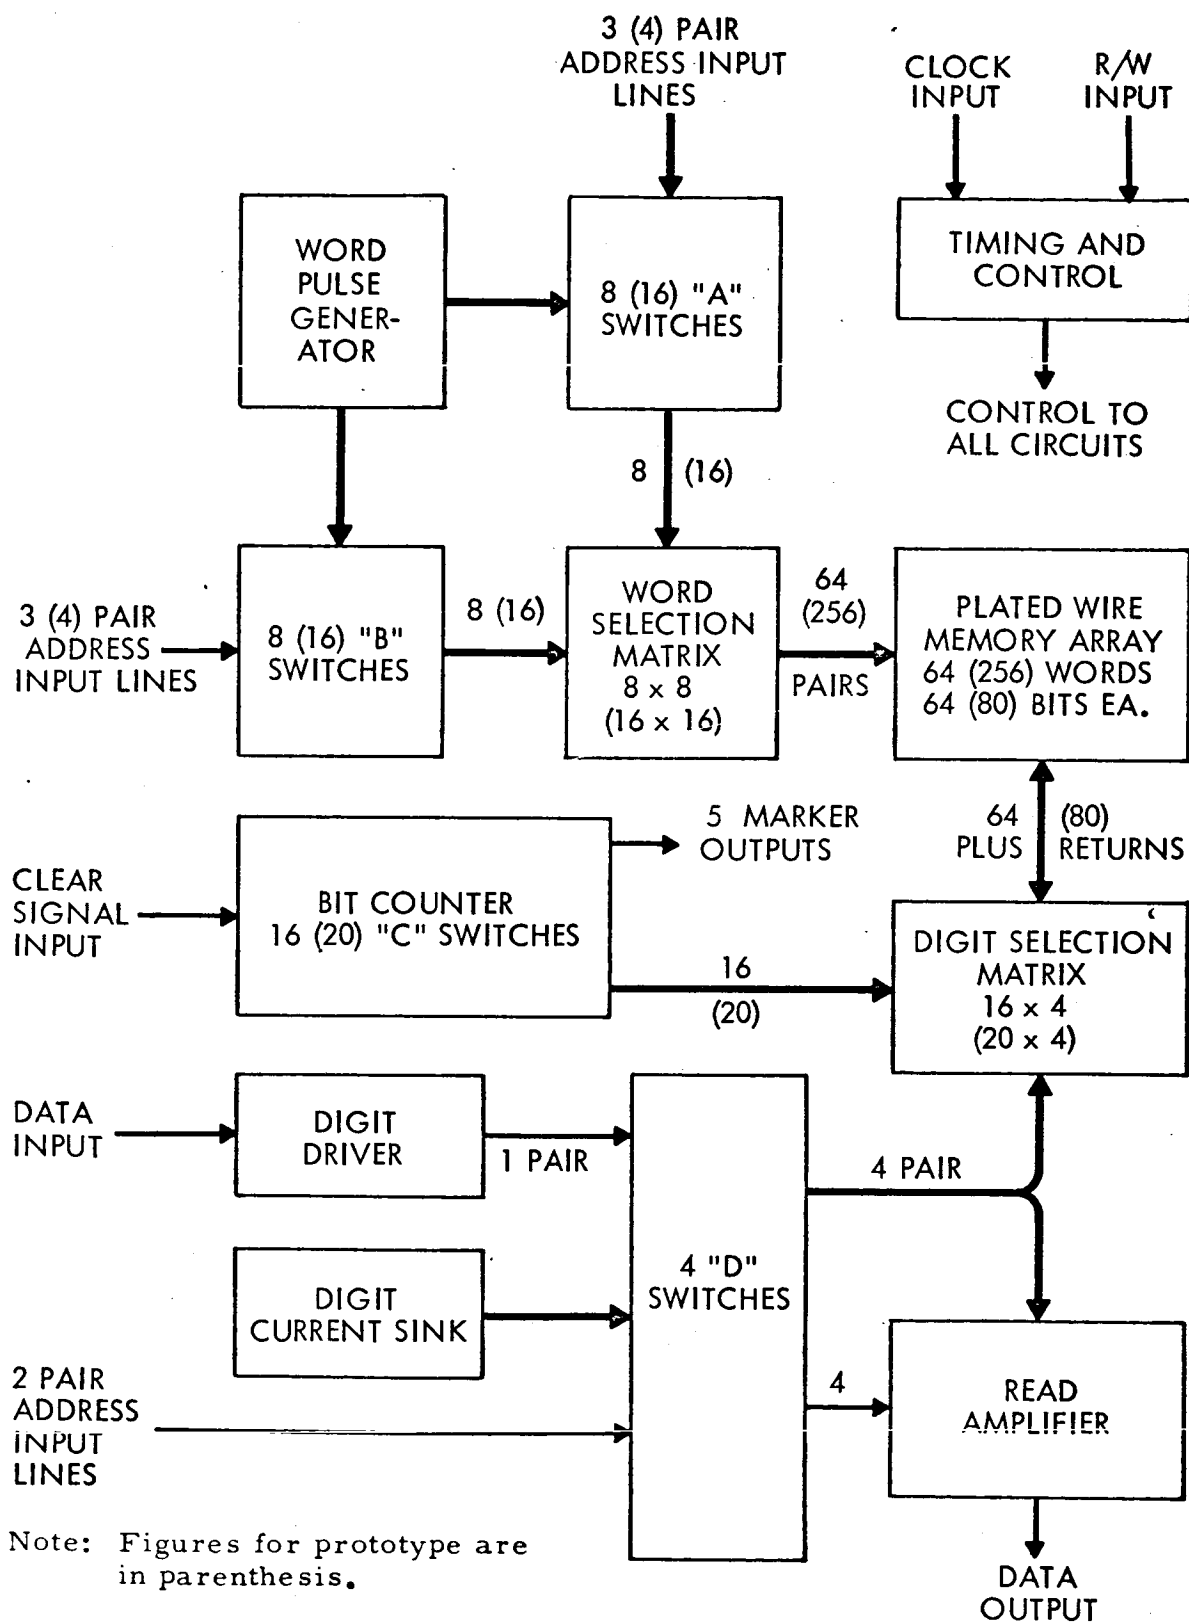 3 (4) PAIR
ADDRESS INPUT
LINES
CLOCK
INPUT
R/W
INPUT
WORD
PULSE
GENER-
ATOR
8 (16) "A"
SWITCHES
TIMING AND
CONTROL
CONTROL TO
ALL CIRCUITS
8 (16)
3 (4) PAIR
ADDRESS
INPUT LINES
8 (16) "B"
SWITCHES
8 (16)
WORD
SELECTION
MATRIX
8 x 8
(16 x 16)
64
(256)
PAIRS
PLATED WIRE
MEMORY ARRAY
64 (256) WORDS
64 (80) BITS EA.
64 (80)
PLUS RETURNS
CLEAR
SIGNAL
INPUT
BIT COUNTER
16 (20) "C" SWITCHES
5 MARKER
OUTPUTS
16
(20)
DIGIT SELECTION
MATRIX
16 x 4
(20 x 4)
DATA
INPUT
DIGIT
DRIVER
1 PAIR
4 PAIR
DIGIT
CURRENT SINK
4 "D"
SWITCHES
2 PAIR
ADDRESS
INPUT
LINES
4
READ
AMPLIFIER
DATA
OUTPUT
Note: Figures for prototype are
in parenthesis.